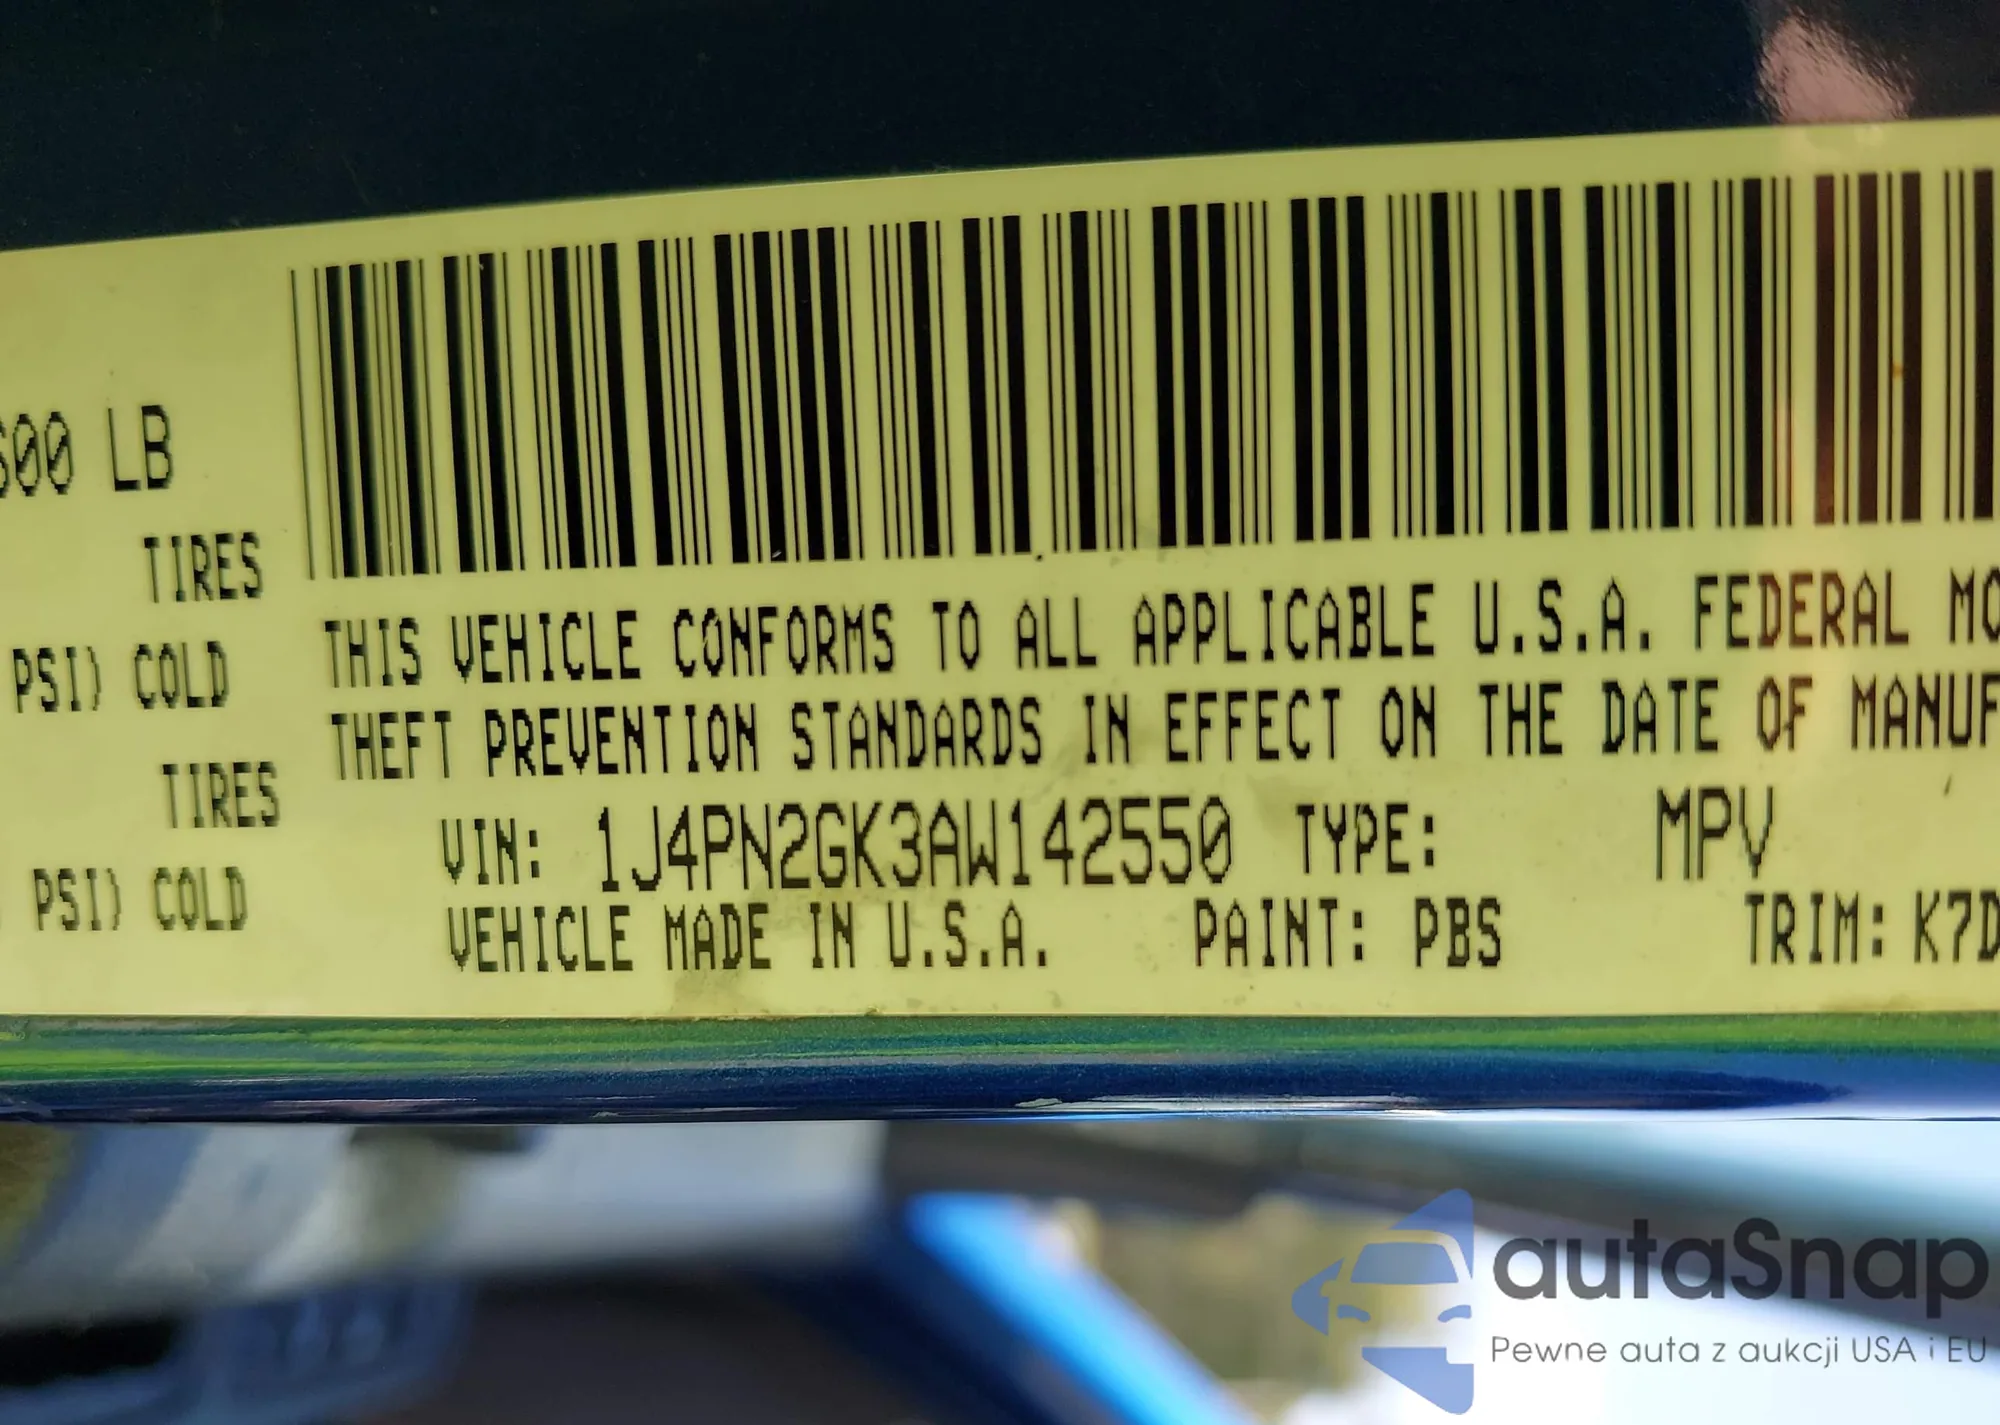 600 LB
TIRES
PSI) COLD
TIRES
PSI) COLD
THIS VEHICLE CONFORMS TO ALL APPLICABLE U.S.A. FEDERAL MO
THEFT PREVENTION STANDARDS IN EFFECT ON THE DATE OF MANUF
VIN: 1J4PN2GK3AW142550 TYPE: MPV
VEHICLE MADE IN U.S.A. PAINT: PBS TRIM: K7D
autaSnap
Pewne auta z aukcji USA i EU